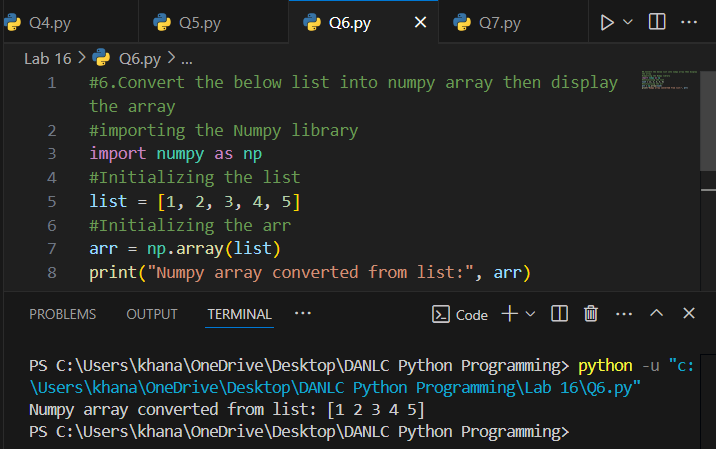 Q4.py Q5.py Q6.py Q7.py
Lab 16 > Q6.py > ...
1 #6.Convert the below list into numpy array then display
the array
2 #importing the Numpy library
3 import numpy as np
4 #Initializing the list
5 list = [1, 2, 3, 4, 5]
6 #Initializing the arr
7 arr = np.array(list)
8 print("Numpy array converted from list:", arr)
PROBLEMS OUTPUT TERMINAL ... Code
PS C:\Users\khana\OneDrive\Desktop\DANLC Python Programming> python -u "c:
\Users\khana\OneDrive\Desktop\DANLC Python Programming\Lab 16\Q6.py"
Numpy array converted from list: [1 2 3 4 5]
PS C:\Users\khana\OneDrive\Desktop\DANLC Python Programming>